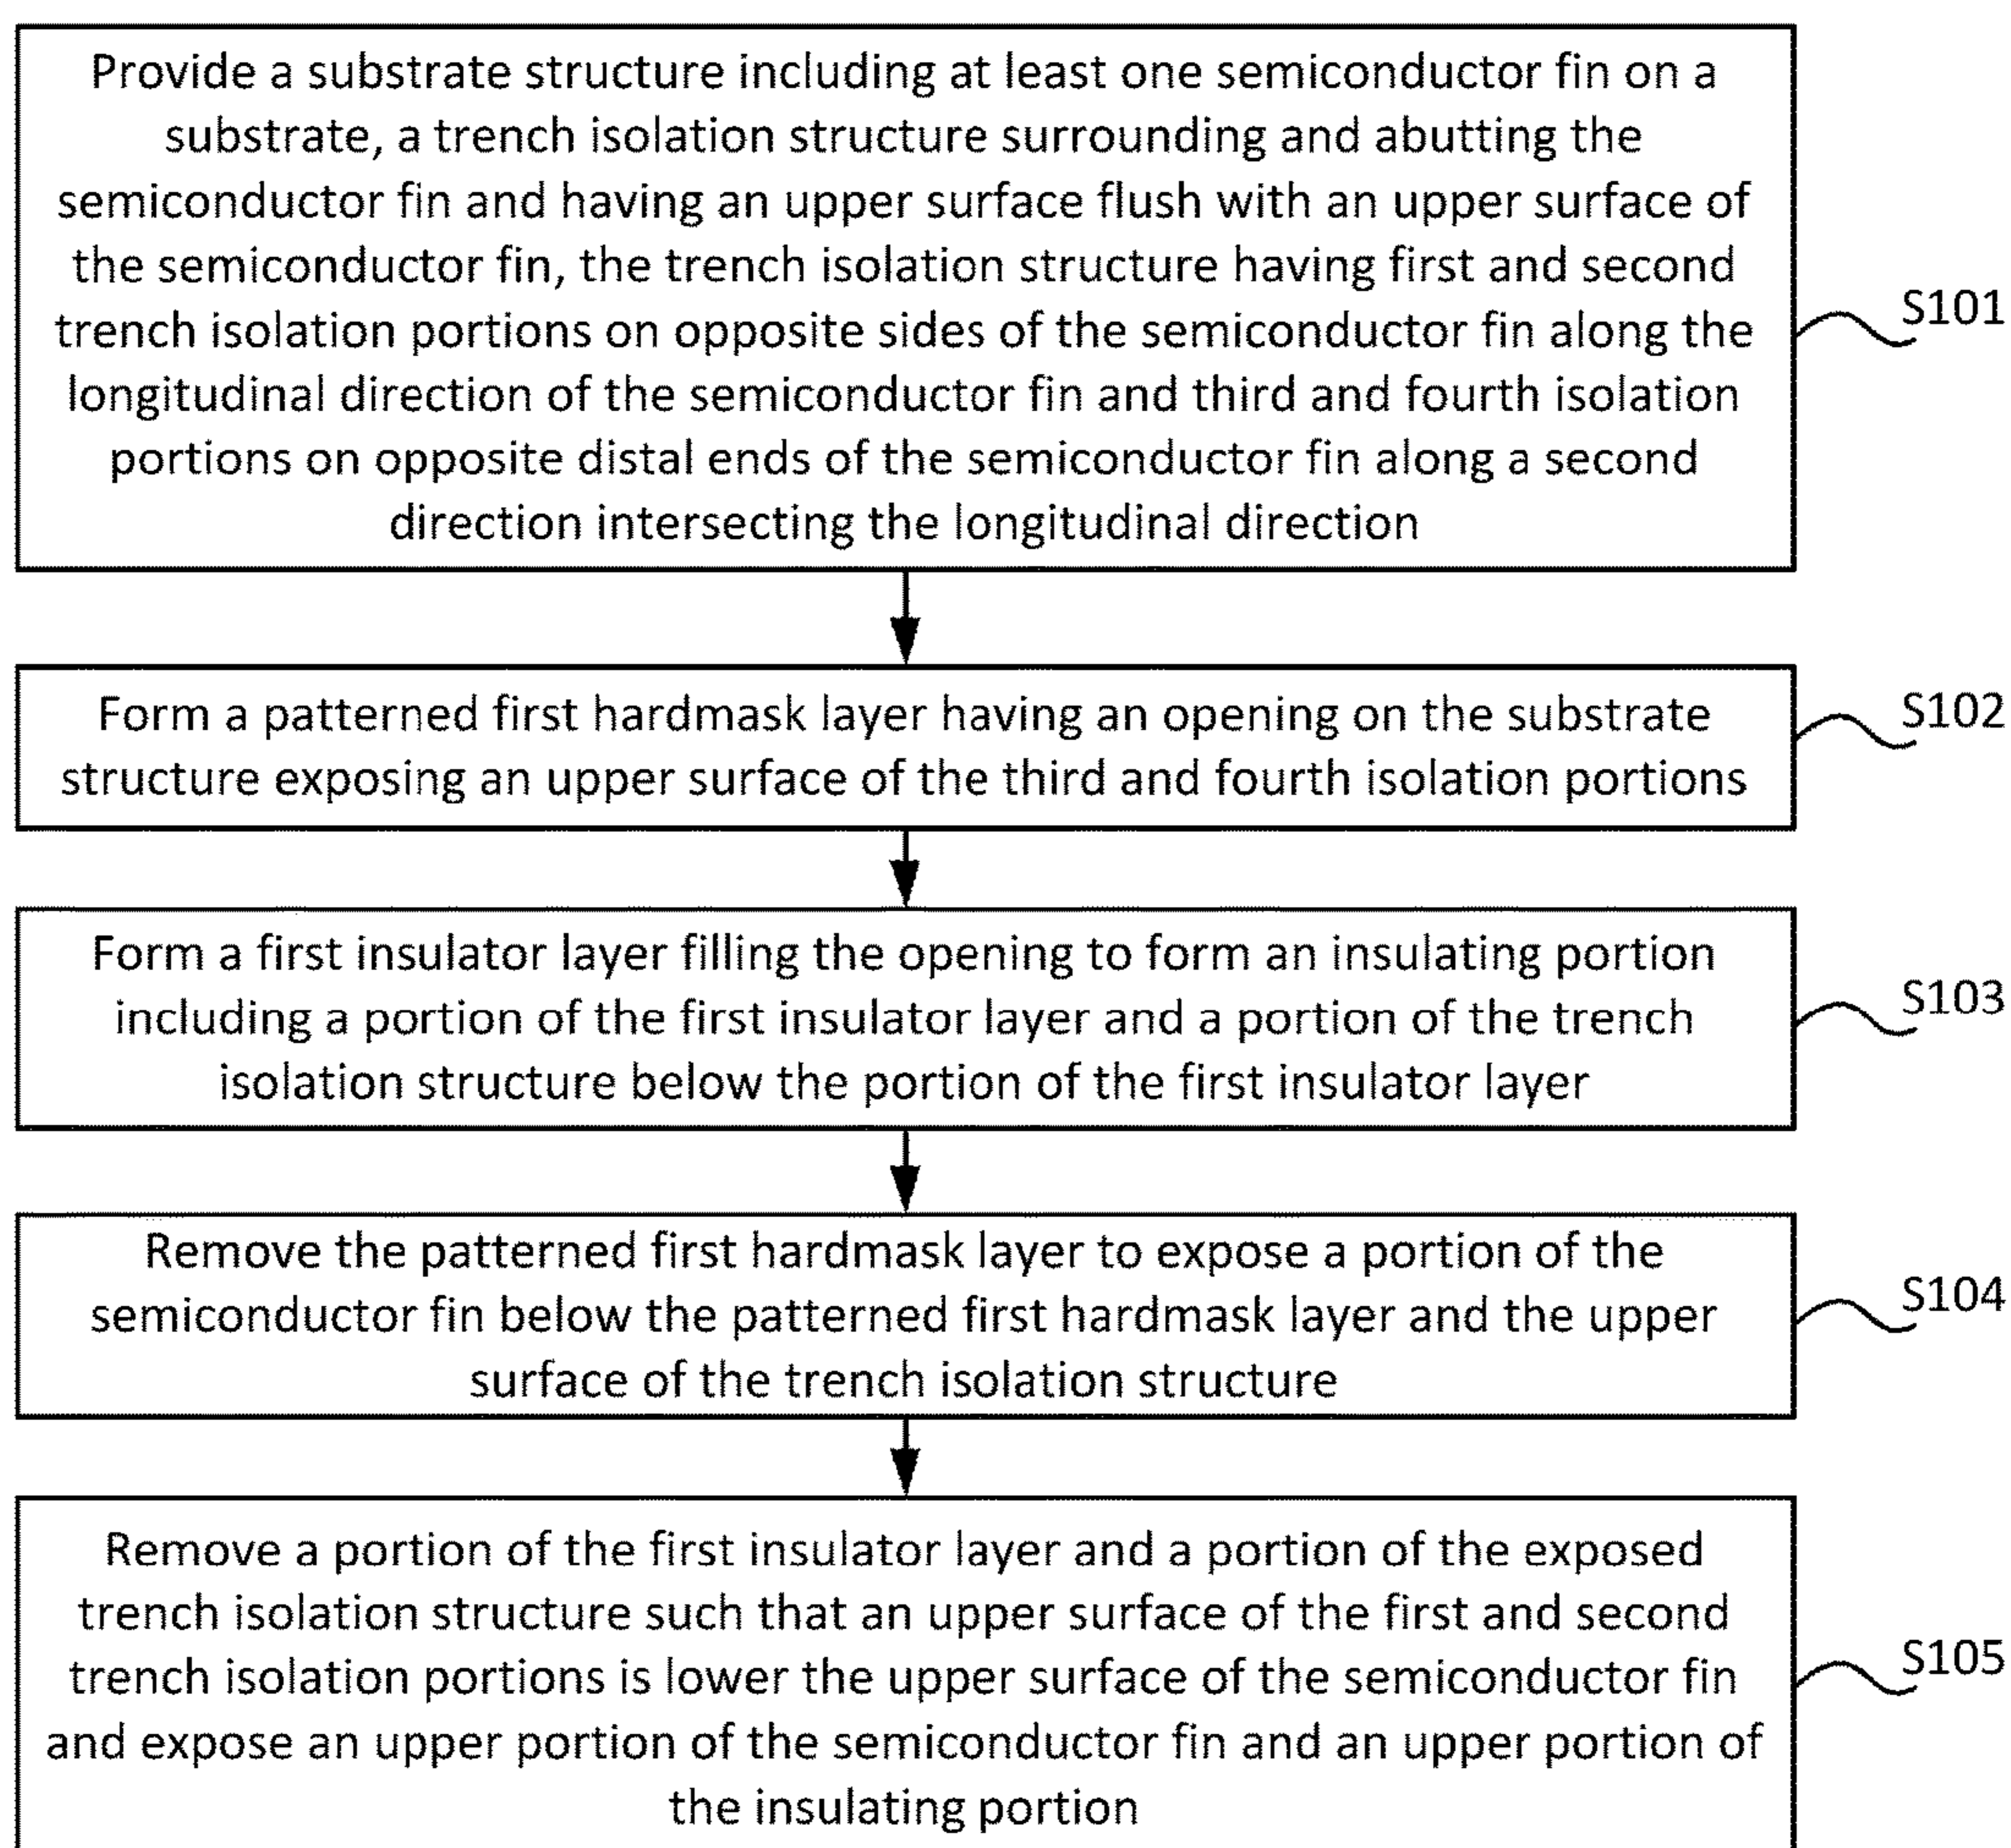 Provide a substrate structure including at least one semiconductor fin on a
substrate, a trench isolation structure surrounding and abutting the
semiconductor fin and having an upper surface flush with an upper surface of
the semiconductor fin, the trench isolation structure having first and second
trench isolation portions on opposite sides of the semiconductor fin along the
longitudinal direction of the semiconductor fin and third and fourth isolation
portions on opposite distal ends of the semiconductor fin along a second
direction intersecting the longitudinal direction
S101
Form a patterned first hardmask layer having an opening on the substrate
structure exposing an upper surface of the third and fourth isolation portions
S102
Form a first insulator layer filling the opening to form an insulating portion
including a portion of the first insulator layer and a portion of the trench
isolation structure below the portion of the first insulator layer
S103
Remove the patterned first hardmask layer to expose a portion of the
semiconductor fin below the patterned first hardmask layer and the upper
surface of the trench isolation structure
S104
Remove a portion of the first insulator layer and a portion of the exposed
trench isolation structure such that an upper surface of the first and second
trench isolation portions is lower the upper surface of the semiconductor fin
and expose an upper portion of the semiconductor fin and an upper portion of
the insulating portion
S105